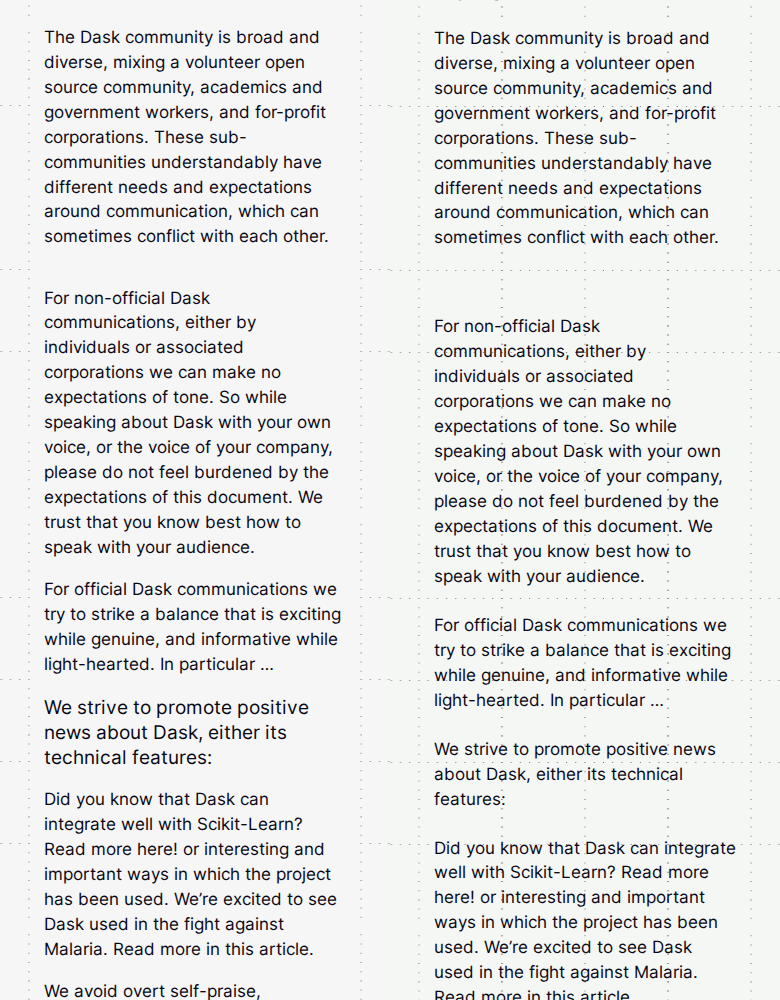 The Dask community is broad and
diverse, mixing a volunteer open
source community, academics and
government workers, and for-profit
corporations. These sub-
communities understandably have
different needs and expectations
around communication, which can
sometimes conflict with each other.
For non-official Dask
communications, either by
individuals or associated
corporations we can make no
expectations of tone. So while
speaking about Dask with your own
voice, or the voice of your company,
please do not feel burdened by the
expectations of this document. We
trust that you know best how to
speak with your audience.
For official Dask communications we
try to strike a balance that is exciting
while genuine, and informative while
light-hearted. In particular ...
We strive to promote positive
news about Dask, either its
technical features:
Did you know that Dask can
integrate well with Scikit-Learn?
Read more here! or interesting and
important ways in which the project
has been used. We’re excited to see
Dask used in the fight against
Malaria. Read more in this article.
We avoid overt self-praise,
The Dask community is broad and
diverse, mixing a volunteer open
source community, academics and
government workers, and for-profit
corporations. These sub-
communities understandably have
different needs and expectations
around communication, which can
sometimes conflict with each other.
For non-official Dask
communications, either by
individuals or associated
corporations we can make no
expectations of tone. So while
speaking about Dask with your own
voice, or the voice of your company,
please do not feel burdened by the
expectations of this document. We
trust that you know best how to
speak with your audience.
For official Dask communications we
try to strike a balance that is exciting
while genuine, and informative while
light-hearted. In particular ...
We strive to promote positive news
about Dask, either its technical
features:
Did you know that Dask can integrate
well with Scikit-Learn? Read more
here! or interesting and important
ways in which the project has been
used. We’re excited to see Dask
used in the fight against Malaria.
Read more in this article.